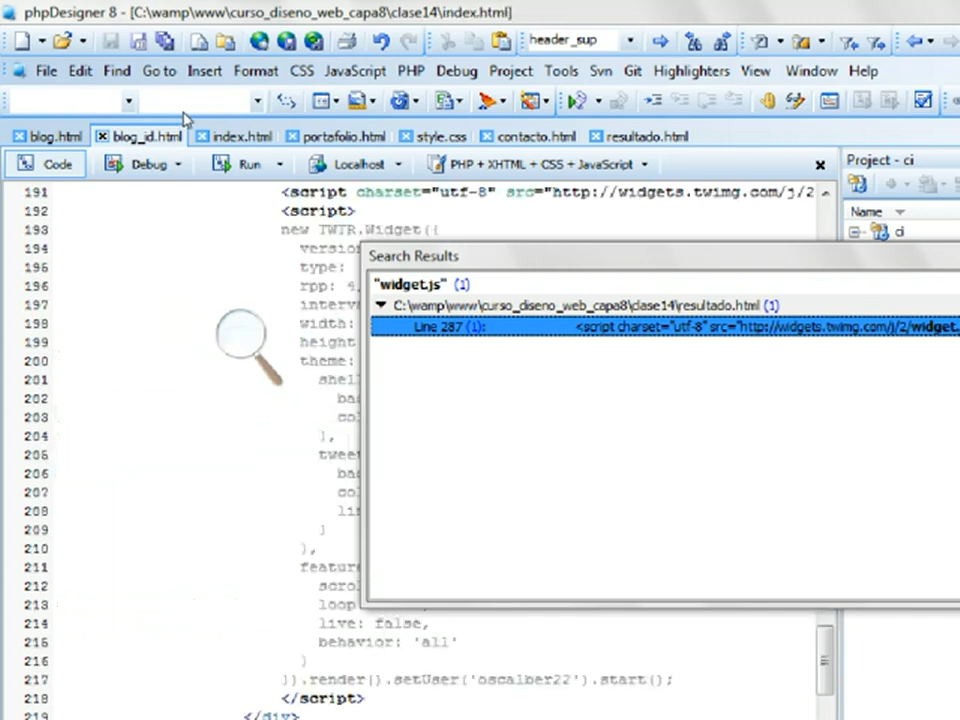 phpDesigner 8 - [C:\wamp\www\curso_diseno_web_capa8\clase14\index.html]
header_sup
File Edit Find Go to Insert Format CSS JavaScript PHP Debug Project Tools Svn Git Highlighters View Window Help
blog.html blog_id.html index.html portafolio.html style.css contacto.html resultado.html
Code Debug Run Localhost PHP + XHTML + CSS + JavaScript
Project - ci
Name
ci
191 <script charset="utf-8" src="http://widgets.twimg.com/j/2
192 <script>
193 new TWTR.Widget({
194 version
195 type:
196 rpp:
197 interv
198 width:
199 height
200 theme:
201 shell
202 ba
203 co
204 },
205 tweet
206 ba
207 co
208 li
209 }
210 },
211 featur
212 scro
213 loop
214 live: false,
215 behavior: 'all'
216 }
217 }).render().setUser('oscalber22').start();
218 </script>
219 </div>
Search Results
"widget.js" (1)
C:\wamp\www\curso_diseno_web_capa8\clase14\resultado.html (1)
Line 287 (1): <script charset="utf-8" src="http://widgets.twimg.com/j/2/widget.